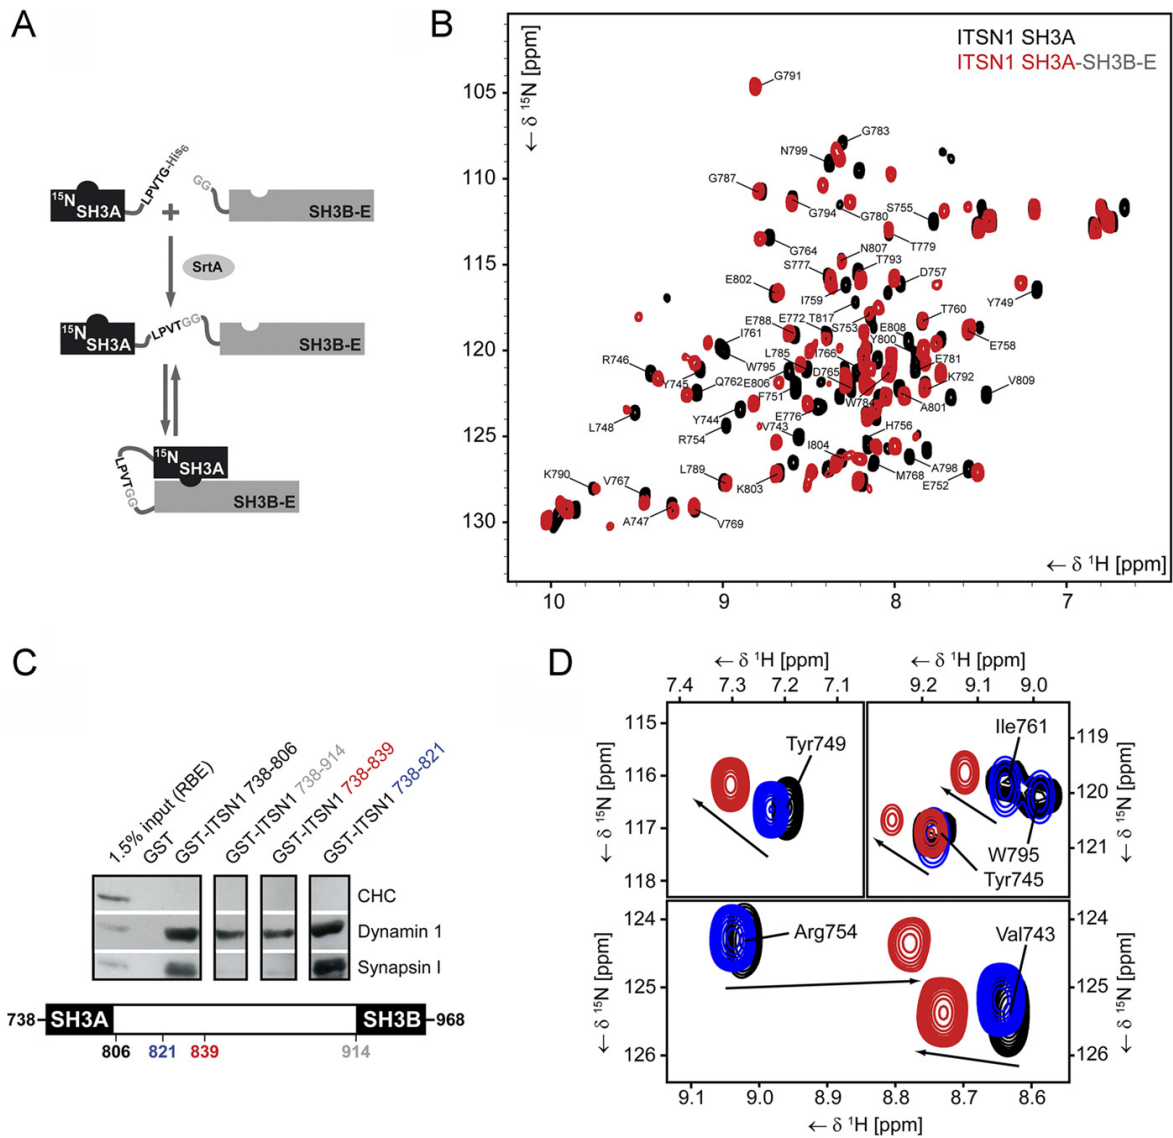 A
15N SH3A
LPVTG-His6
GG
SH3B-E
+
SrtA
15N SH3A
LPVTGG
SH3B-E
15N SH3A
LPVTGG
SH3B-E
B
ITSN1 SH3A
ITSN1 SH3A-SH3B-E
← δ 15N [ppm]
← δ 1H [ppm]
105
110
115
120
125
130
10 9 8 7
G791
G783
N799
G787
G794 G780 S755
G764 N807 T779
S777 T793
E802 D757
I759 Y749
T817 T760
E788 E772
S753 E808
I761 Y800 E758
R746 W795 L785 I766 E781
Y745 Q762 E806 D765 K792
F751 W784 V809
L748 Y744 E776 A801
R754 V743 H756
I804
K790 V767 L789 K803 M768 A798
E752
A747 V769
C
1.5% input (RBE)
GST
GST-ITSN1 738-806
GST-ITSN1 738-914
GST-ITSN1 738-839
GST-ITSN1 738-821
CHC
Dynamin 1
Synapsin I
738 SH3A SH3B 968
806 821 839 914
D
← δ 1H [ppm] ← δ 1H [ppm]
7.4 7.3 7.2 7.1 9.2 9.1 9.0
115
116
117
118
← δ 15N [ppm]
Tyr749
Ile761
W795
Tyr745
119
120
121
← δ 15N [ppm]
124
125
126
← δ 15N [ppm]
Arg754 Val743
124
125
126
← δ 15N [ppm]
9.1 9.0 8.9 8.8 8.7 8.6
← δ 1H [ppm]